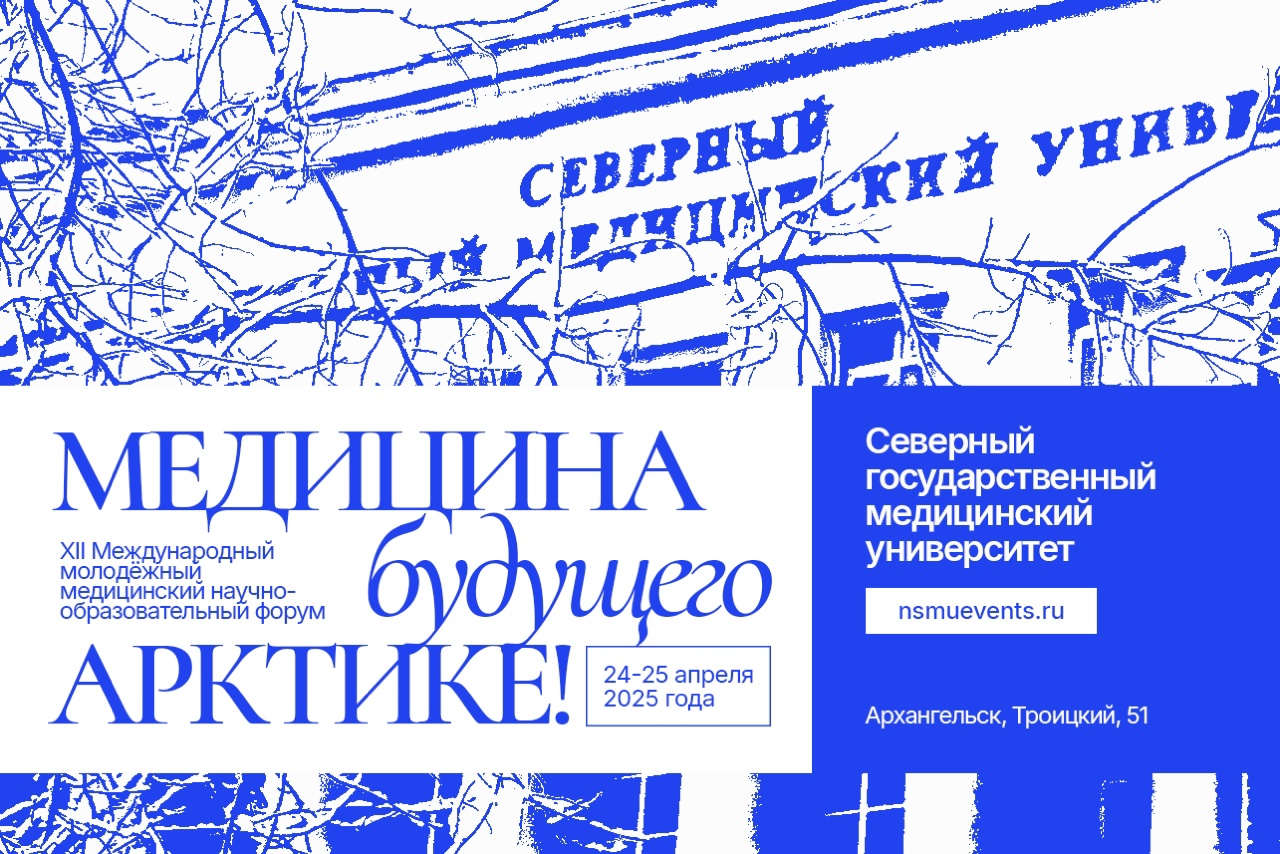 СЕВЕРНЫЙ
НЫЙ МЕДИЦИНСКИЙ
МЕДИЦИНА
будущего
АРКТИКЕ!
XII Международный
молодёжный
медицинский научно-
образовательный форум
24-25 апреля
2025 года
Северный
государственный
медицинский
университет
nsmuevents.ru
Архангельск, Троицкий, 51